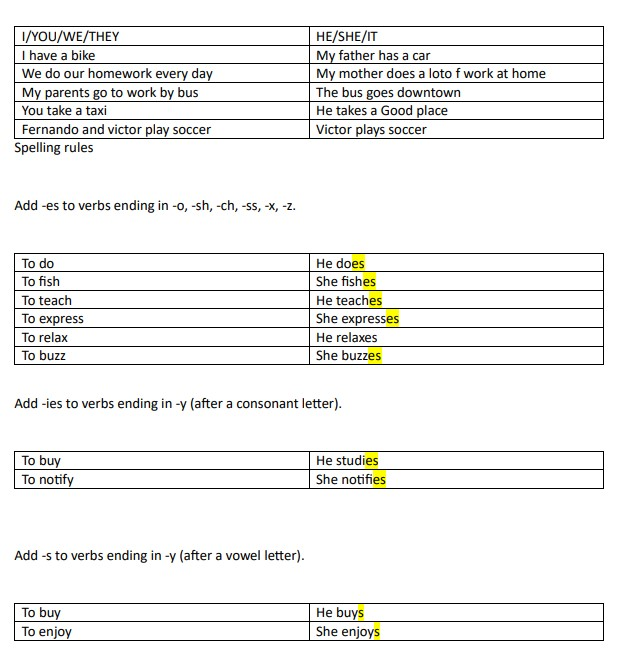 I/YOU/WE/THEY HE/SHE/IT
I have a bike My father has a car
We do our homework every day My mother does a loto f work at home
My parents go to work by bus The bus goes downtown
You take a taxi He takes a Good place
Fernando and victor play soccer Victor plays soccer
Spelling rules
Add -es to verbs ending in -o, -sh, -ch, -ss, -x, -z.
To do He does
To fish She fishes
To teach He teaches
To express She expresses
To relax He relaxes
To buzz She buzzes
Add -ies to verbs ending in -y (after a consonant letter).
To buy He studies
To notify She notifies
Add -s to verbs ending in -y (after a vowel letter).
To buy He buys
To enjoy She enjoys